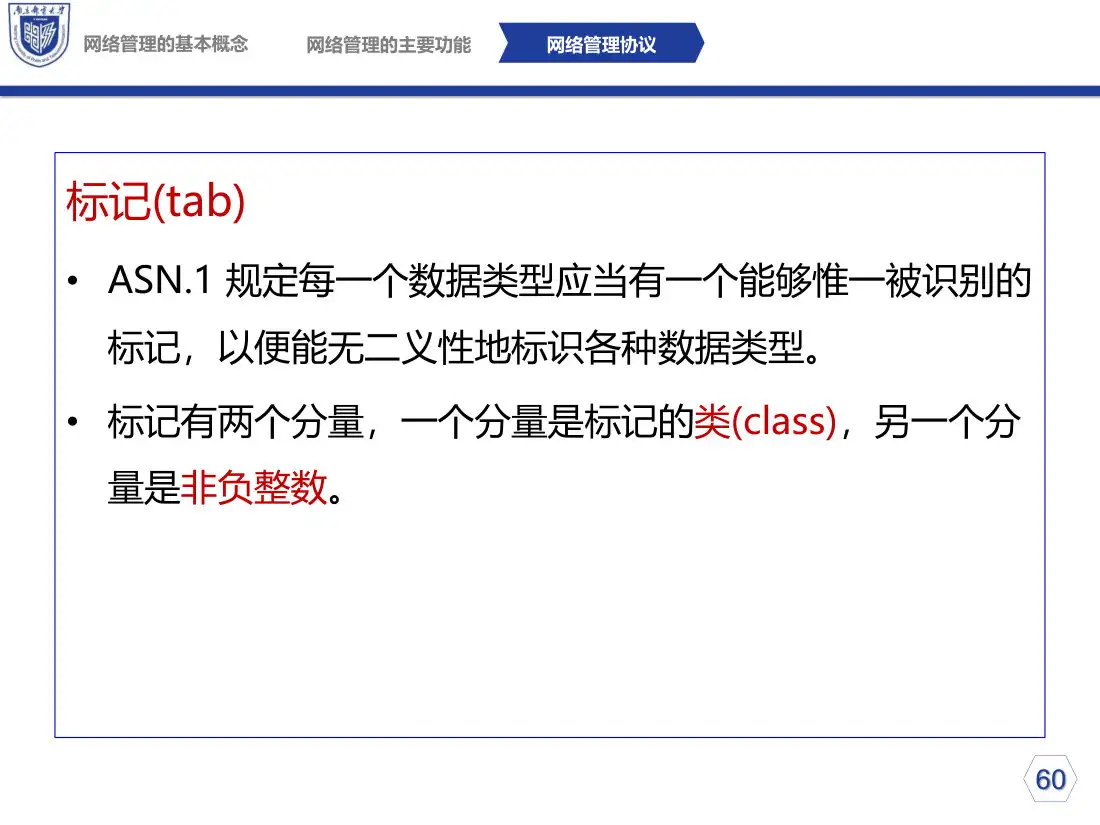 网络管理的基本概念
网络管理的主要功能
网络管理协议
标记(tab)
• ASN.1 规定每一个数据类型应当有一个能够惟一被识别的
标记，以便能无二义性地标识各种数据类型。
• 标记有两个分量，一个分量是标记的类(class)，另一个分
量是非负整数。
60